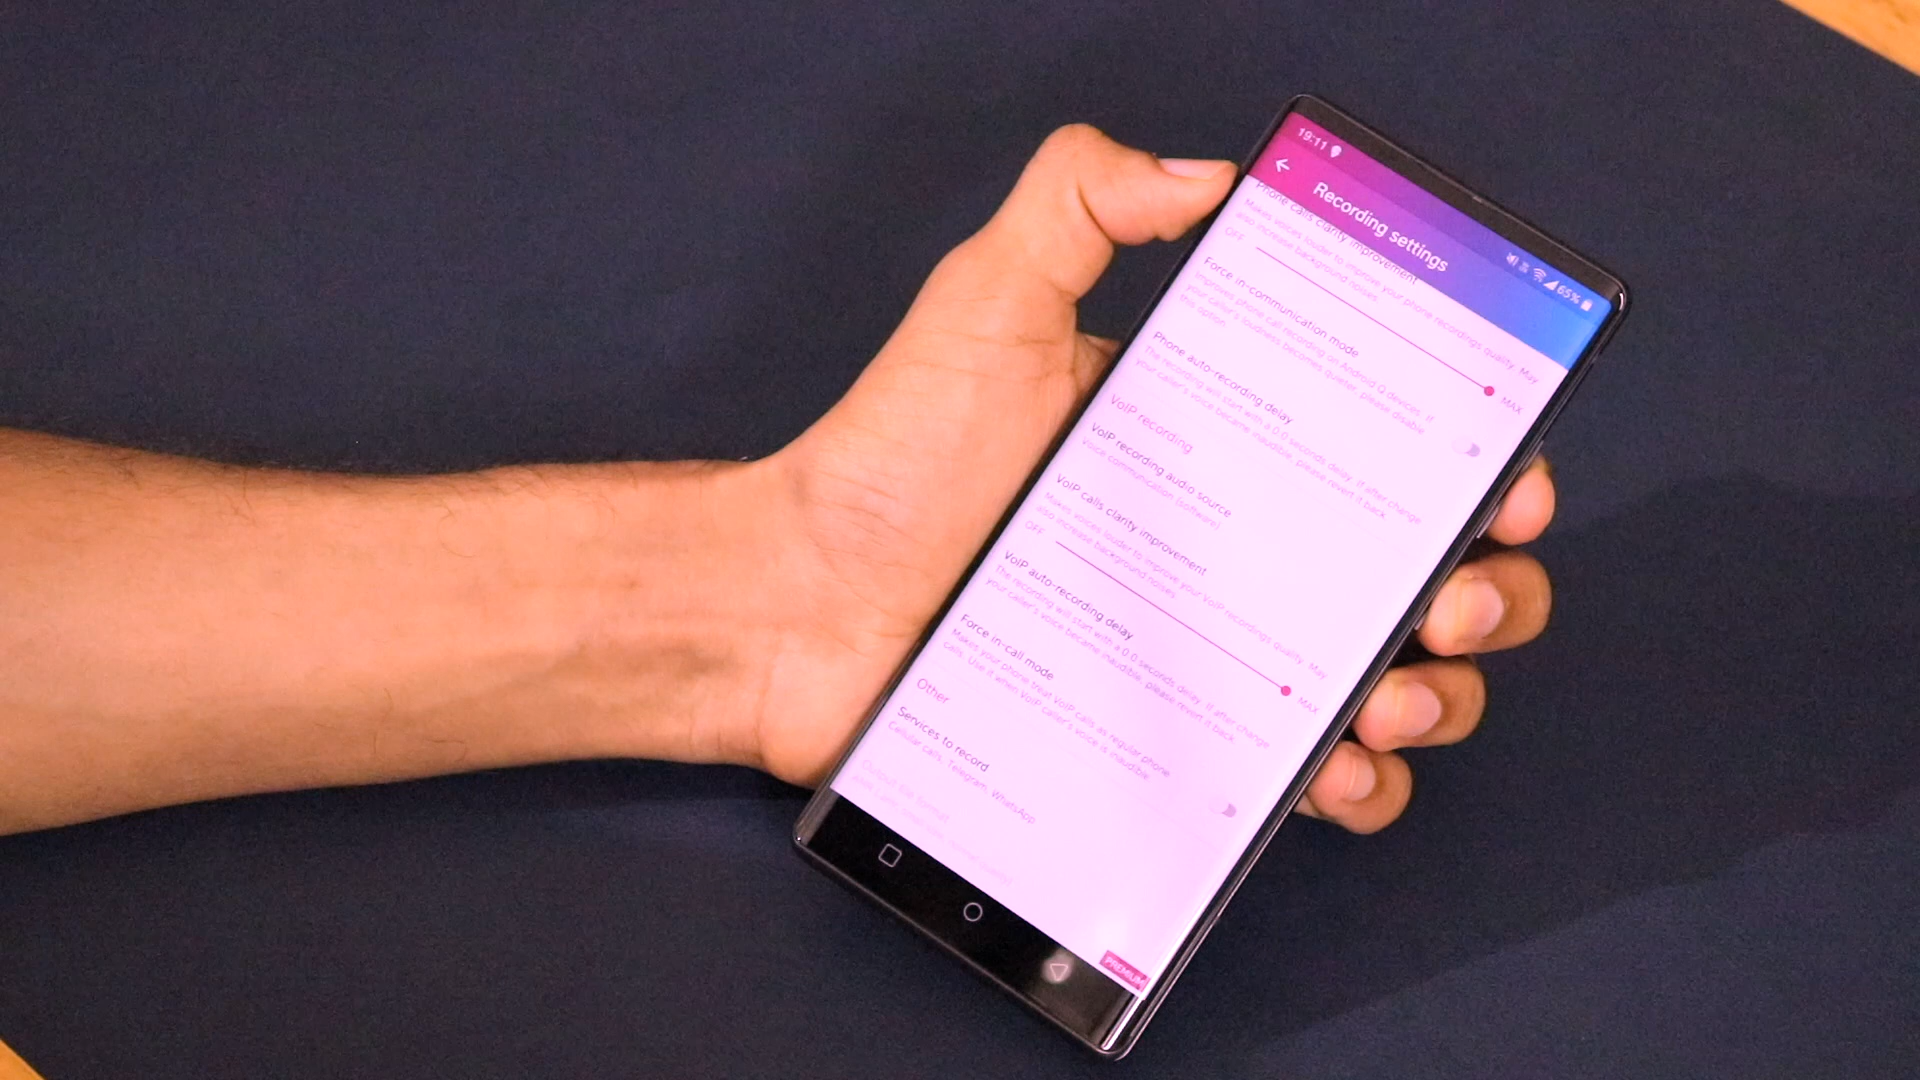 19:11
65%
Recording settings
Phone calls clarity improvement
Makes voices louder to improve your phone recordings quality. May
also increase background noises.
OFF
MAX
Force in-communication mode
Improves phone call recording on Android Q devices. If
your caller's loudness becomes quieter, please disable
this option.
Phone auto-recording delay
The recording will start with a 0.0 seconds delay. If after change
your caller's voice became inaudible, please revert it back.
VoIP recording
VoIP recording audio source
Voice communication (software)
VoIP calls clarity improvement
Makes voices louder to improve your VoIP recordings quality. May
also increase background noises.
OFF
MAX
VoIP auto-recording delay
The recording will start with a 0.0 seconds delay. If after change
your caller's voice became inaudible, please revert it back.
Force in-call mode
Makes your phone treat VoIP calls as regular phone
calls. Use it when VoIP caller's voice is inaudible.
Other
Services to record
Cellular calls, Telegram, WhatsApp
Output file format
PREMIUM